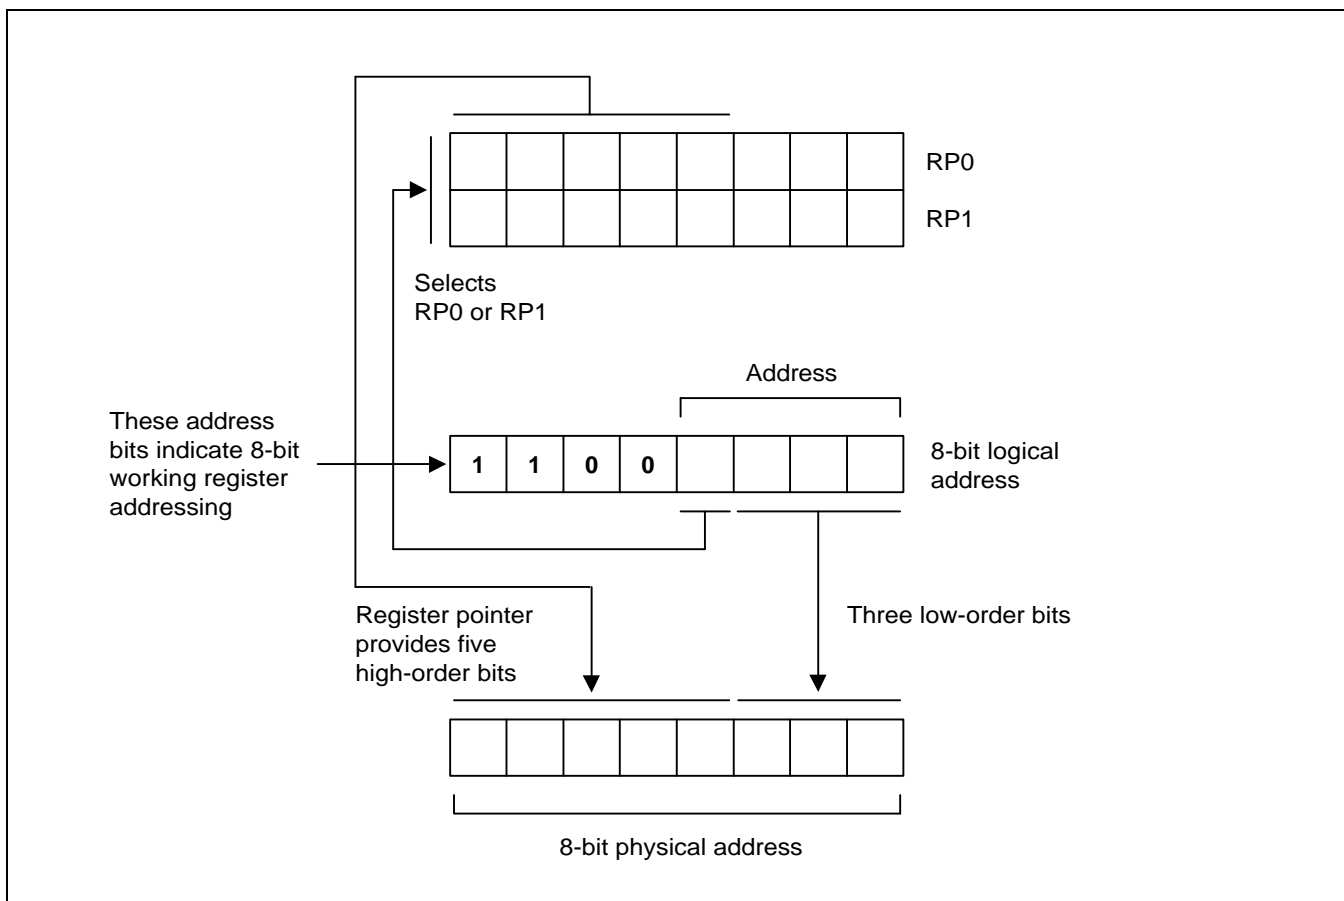 RP0
RP1
Selects
RP0 or RP1
Address
These address
bits indicate 8-bit
working register
addressing
1 1 0 0
8-bit logical
address
Register pointer
provides five
high-order bits
Three low-order bits
8-bit physical address